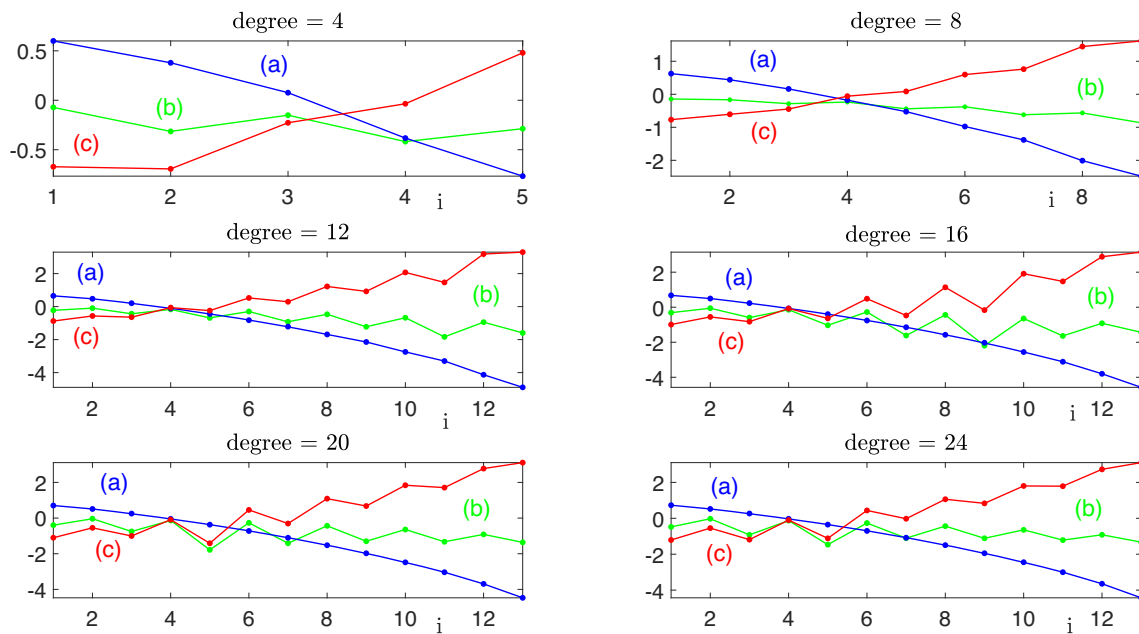 degree = 4
0.5
0
-0.5
(a)
(b)
(c)
1 2 3 4 i 5
degree = 8
1
0
-1
-2
(a)
(b)
(c)
2 4 6 i 8
degree = 12
2
0
-2
-4
(a)
(b)
(c)
2 4 6 8 10 i 12
degree = 16
2
0
-2
-4
(a)
(b)
(c)
2 4 6 8 10 i 12
degree = 20
2
0
-2
-4
(a)
(b)
(c)
2 4 6 8 10 i 12
degree = 24
2
0
-2
-4
(a)
(b)
(c)
2 4 6 8 10 i 12